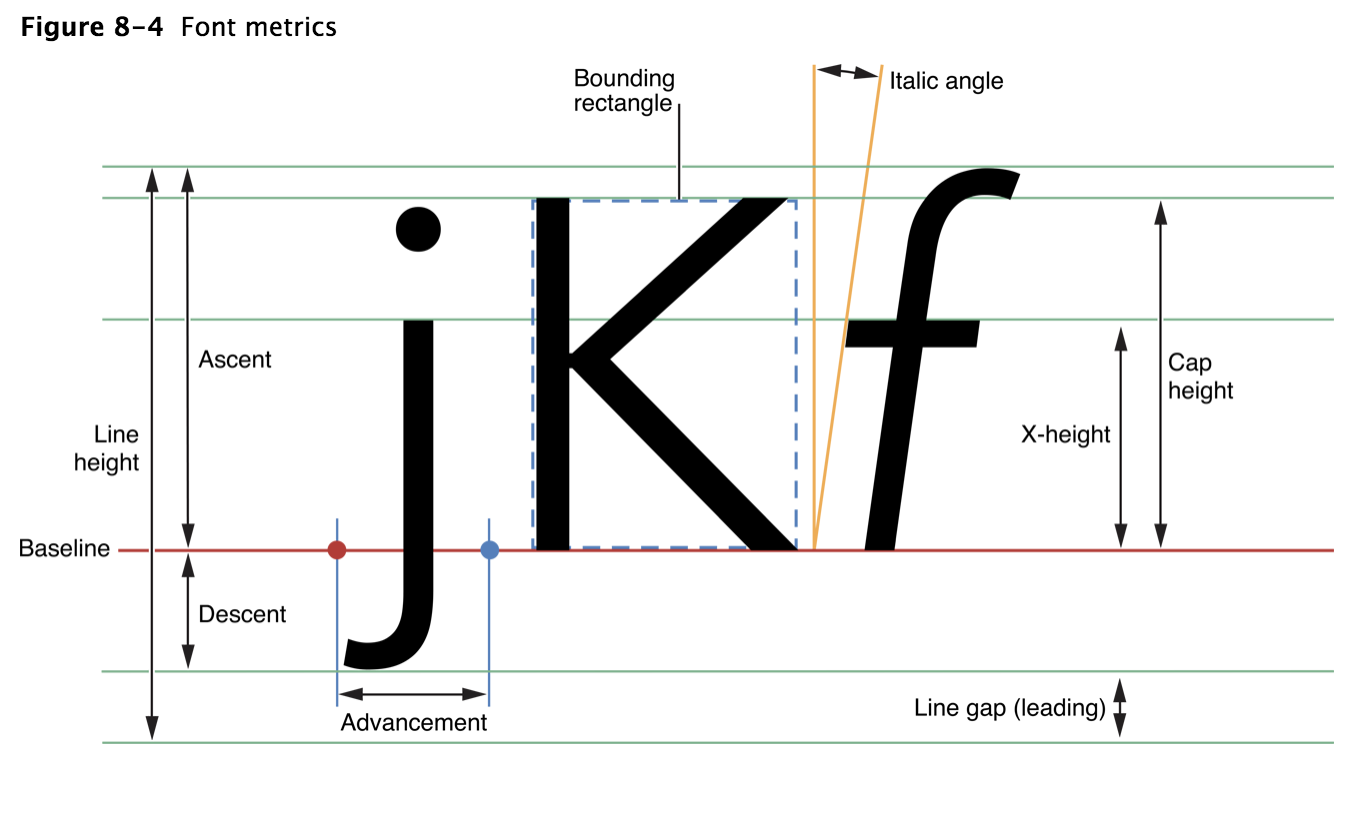 Figure 8–4  Font metrics
Bounding
rectangle
Italic angle
j K f
Ascent
Cap
height
Line
height
X-height
Baseline
Descent
Line gap (leading)
Advancement